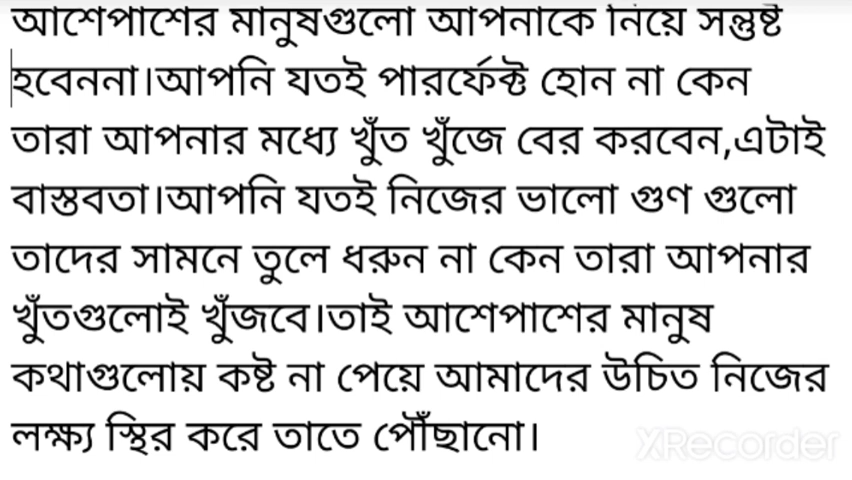 আশেপাশের মানুষগুলো আপনাকে নিয়ে সন্তুষ্ট
হবেননা।আপনি যতই পারর্ফেক্ট হোন না কেন
তারা আপনার মধ্যে খুঁত খুঁজে বের করবেন,এটাই
বাস্তবতা।আপনি যতই নিজের ভালো গুণ গুলো
তাদের সামনে তুলে ধরুন না কেন তারা আপনার
খুঁতগুলোই খুঁজবে।তাই আশেপাশের মানুষ
কথাগুলোয় কষ্ট না পেয়ে আমাদের উচিত নিজের
লক্ষ্য স্থির করে তাতে পৌঁছানো।
XRecorder